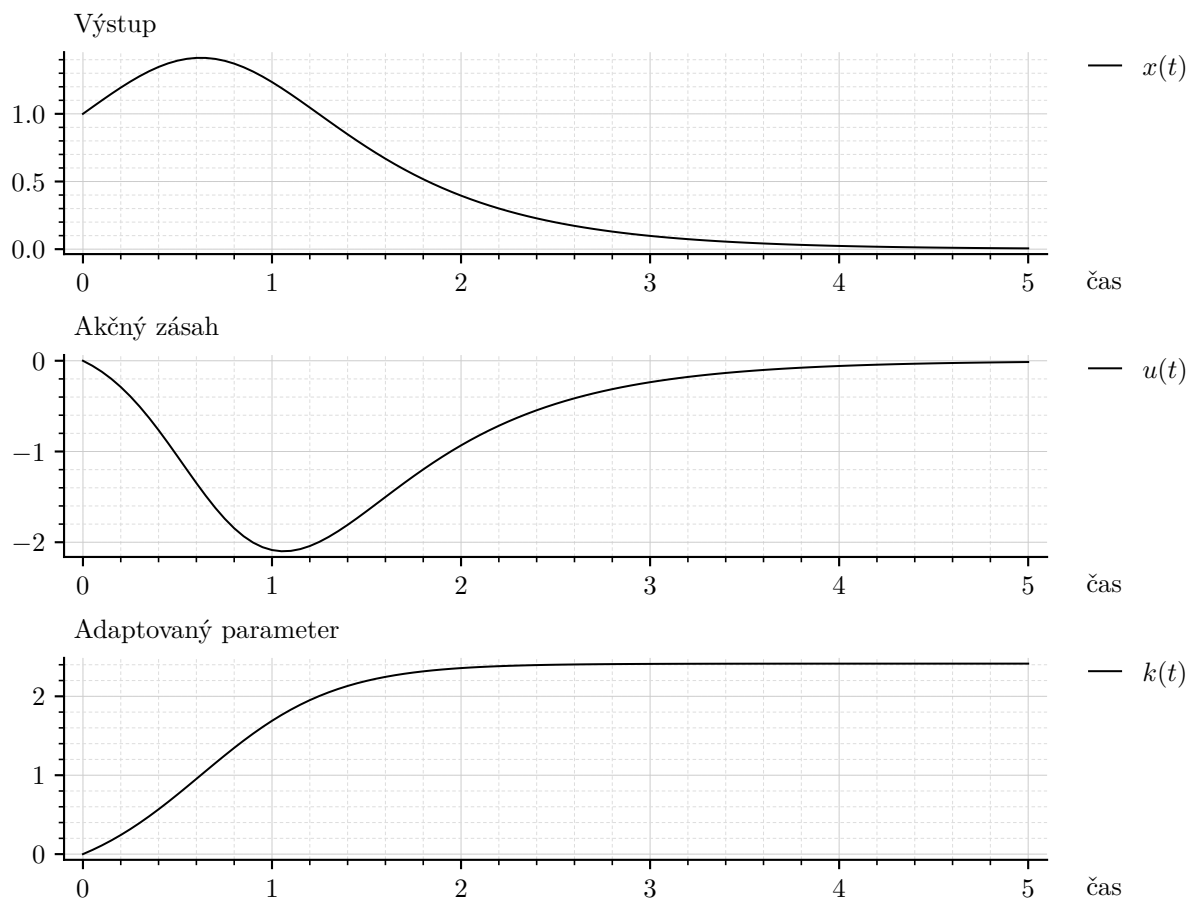 Výstup
x(t)
1.0
0.5
0.0
0 1 2 3 4 5 čas
Akčný zásah
u(t)
0
−1
−2
0 1 2 3 4 5 čas
Adaptovaný parameter
k(t)
2
1
0
0 1 2 3 4 5 čas